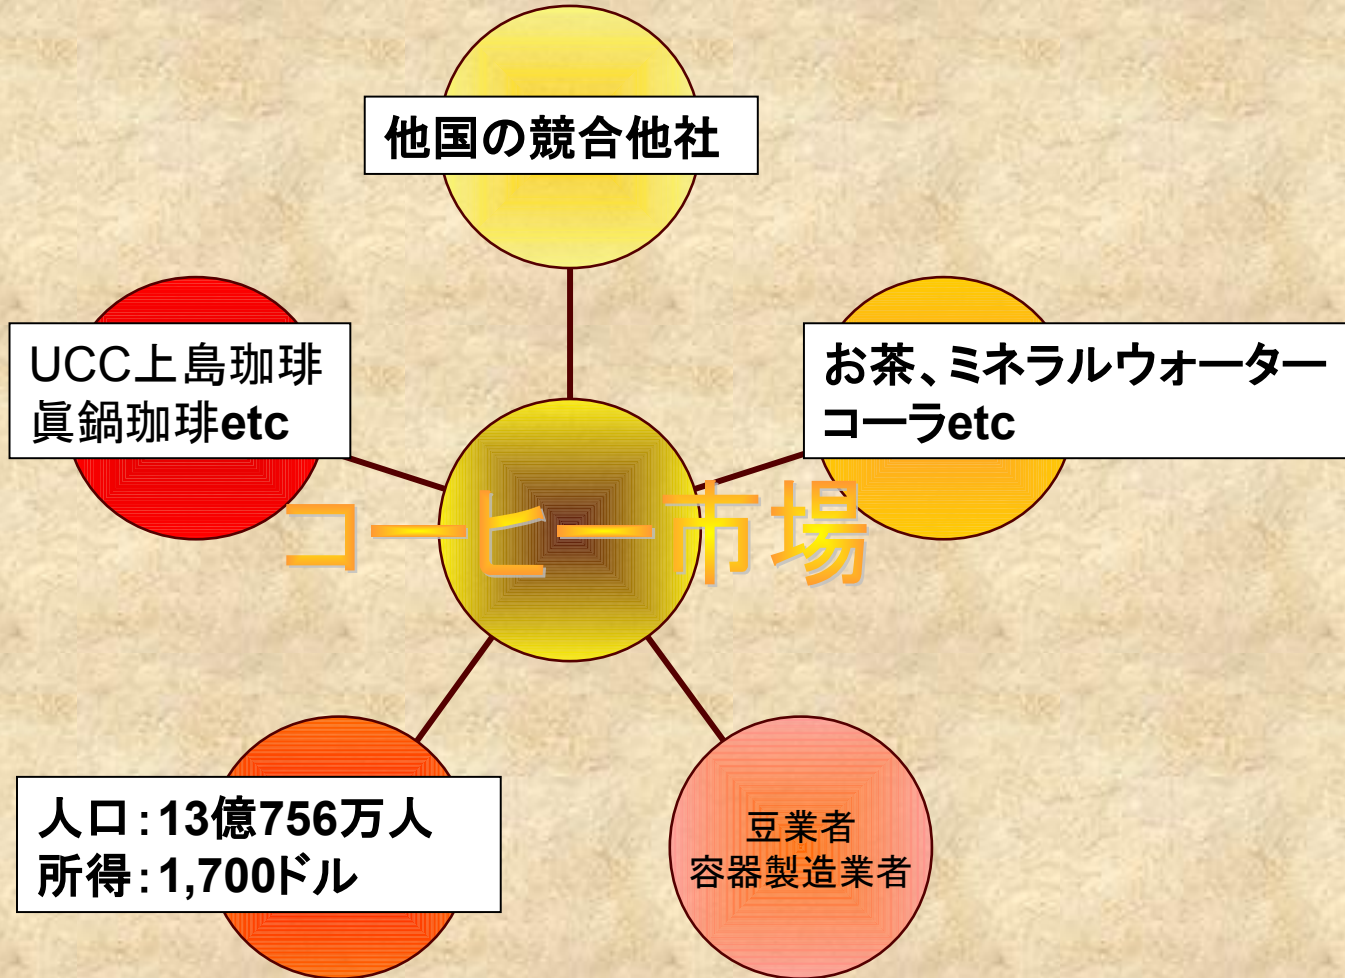 他国の競合他社
UCC上島珈琲
眞鍋珈琲etc
お茶、ミネラルウォーター
コーラetc
コーヒー市場
人口：13億756万人
所得：1,700ドル
豆業者
容器製造業者